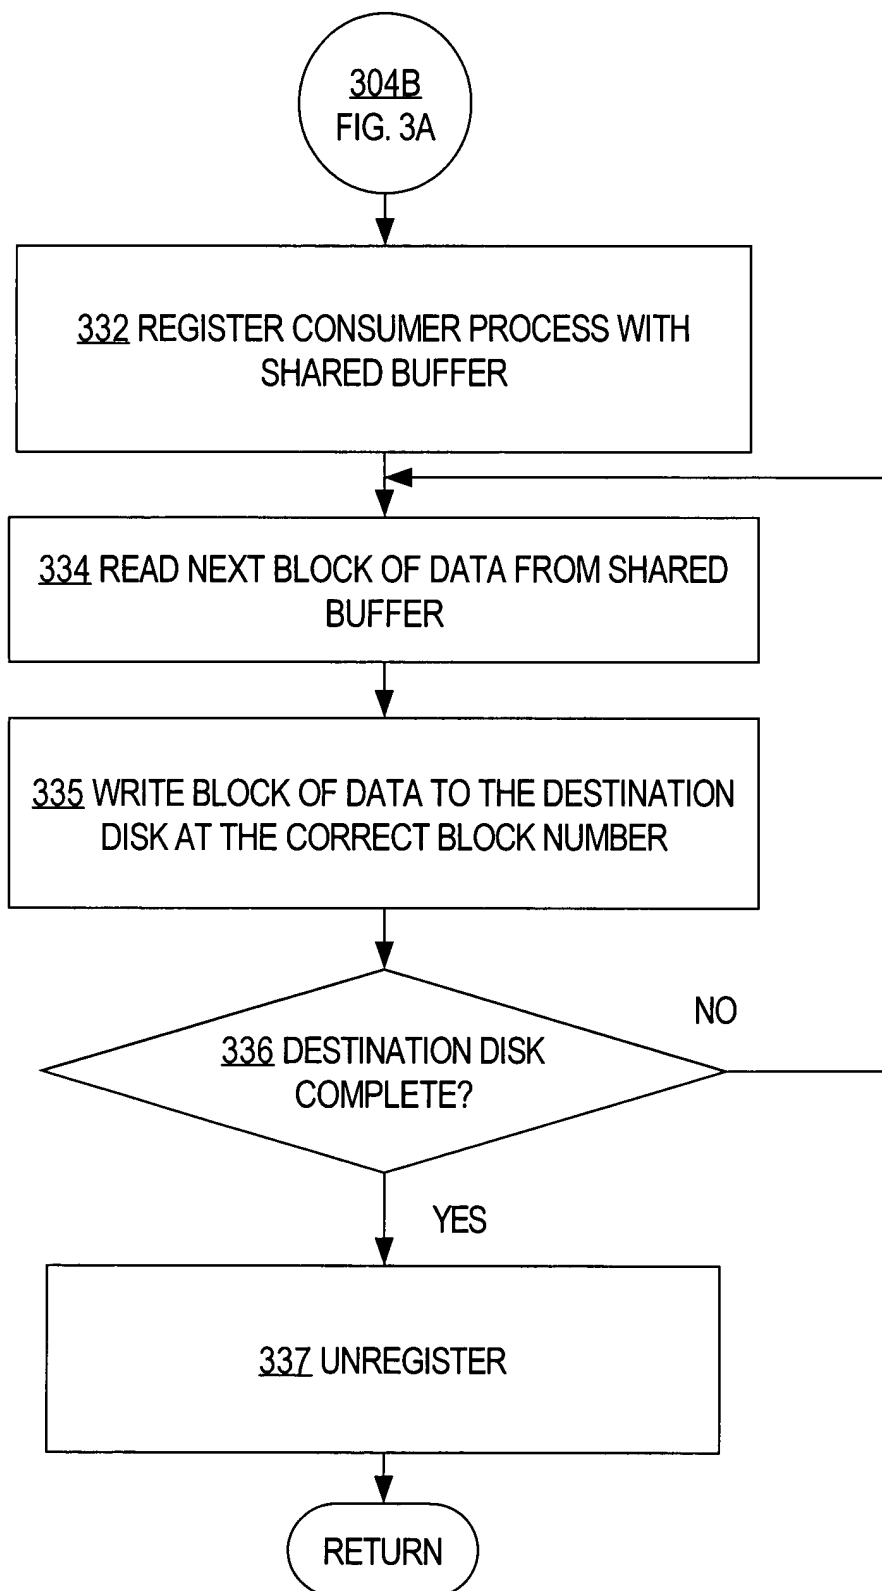 304B
FIG. 3A
332 REGISTER CONSUMER PROCESS WITH
SHARED BUFFER
334 READ NEXT BLOCK OF DATA FROM SHARED
BUFFER
335 WRITE BLOCK OF DATA TO THE DESTINATION
DISK AT THE CORRECT BLOCK NUMBER
NO
336 DESTINATION DISK
COMPLETE?
YES
337 UNREGISTER
RETURN